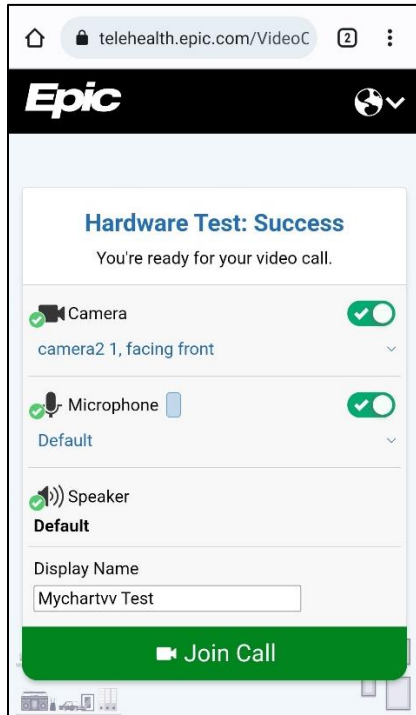 telehealth.epic.com/VideoC
2
Epic
Hardware Test: Success
You're ready for your video call.
Camera
camera2 1, facing front
Microphone
Default
Speaker
Default
Display Name
Mychartvv Test
Join Call